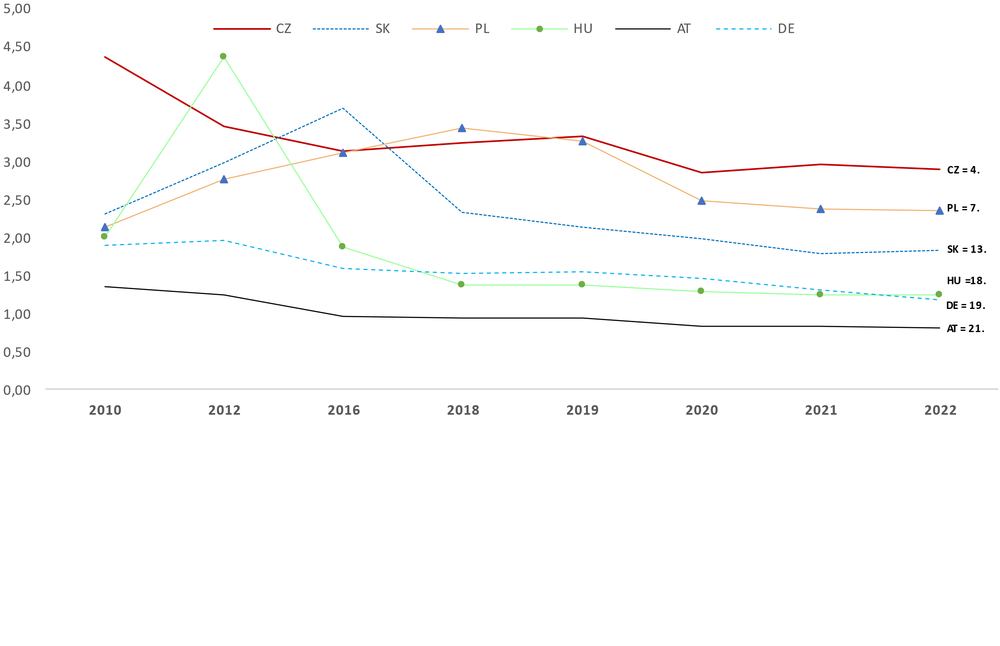 5,00
CZ SK PL HU AT DE
4,50
4,00
3,50
3,00
CZ = 4.
2,50
PL = 7.
2,00
SK = 13.
1,50
HU =18.
DE = 19.
1,00
AT = 21.
0,50
0,00
2010 2012 2016 2018 2019 2020 2021 2022